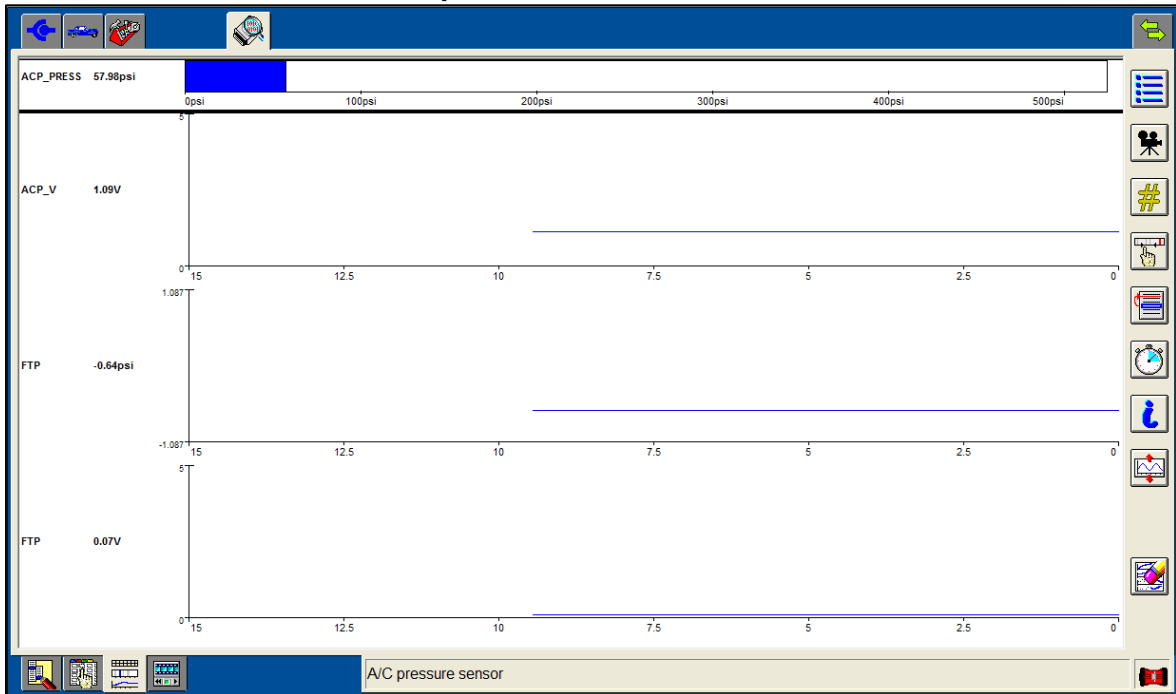 ACP_PRESS 57.98psi
0psi 100psi 200psi 300psi 400psi 500psi
5
ACP_V 1.09V
0
15 12.5 10 7.5 5 2.5 0
1.087
FTP -0.64psi
-1.087
15 12.5 10 7.5 5 2.5 0
5
FTP 0.07V
0
15 12.5 10 7.5 5 2.5 0
A/C pressure sensor